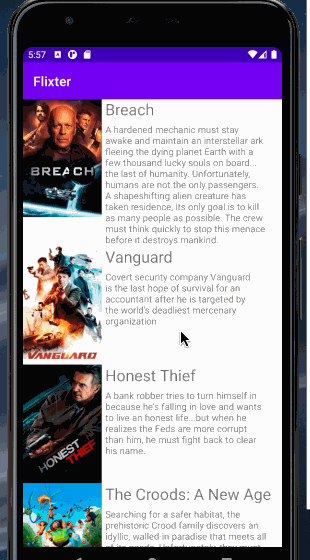 5:57
Flixter
Breach
A hardened mechanic must stay
awake and maintain an interstellar ark
fleeing the dying planet Earth with a
few thousand lucky souls on board...
the last of humanity. Unfortunately,
humans are not the only passengers.
A shapeshifting alien creature has
taken residence, its only goal is to kill
as many people as possible. The crew
must think quickly to stop this menace
before it destroys mankind.
BREACH
Vanguard
Covert security company Vanguard
is the last hope of survival for an
accountant after he is targeted by
the world's deadliest mercenary
organization
VANGUARD
Honest Thief
A bank robber tries to turn himself in
because he's falling in love and wants
to live an honest life...but when he
realizes the Feds are more corrupt
than him, he must fight back to clear
his name.
HONEST
THIEF
The Croods: A New Age
Searching for a safer habitat, the
prehistoric Crood family discovers an
idyllic, walled-in paradise that meets all